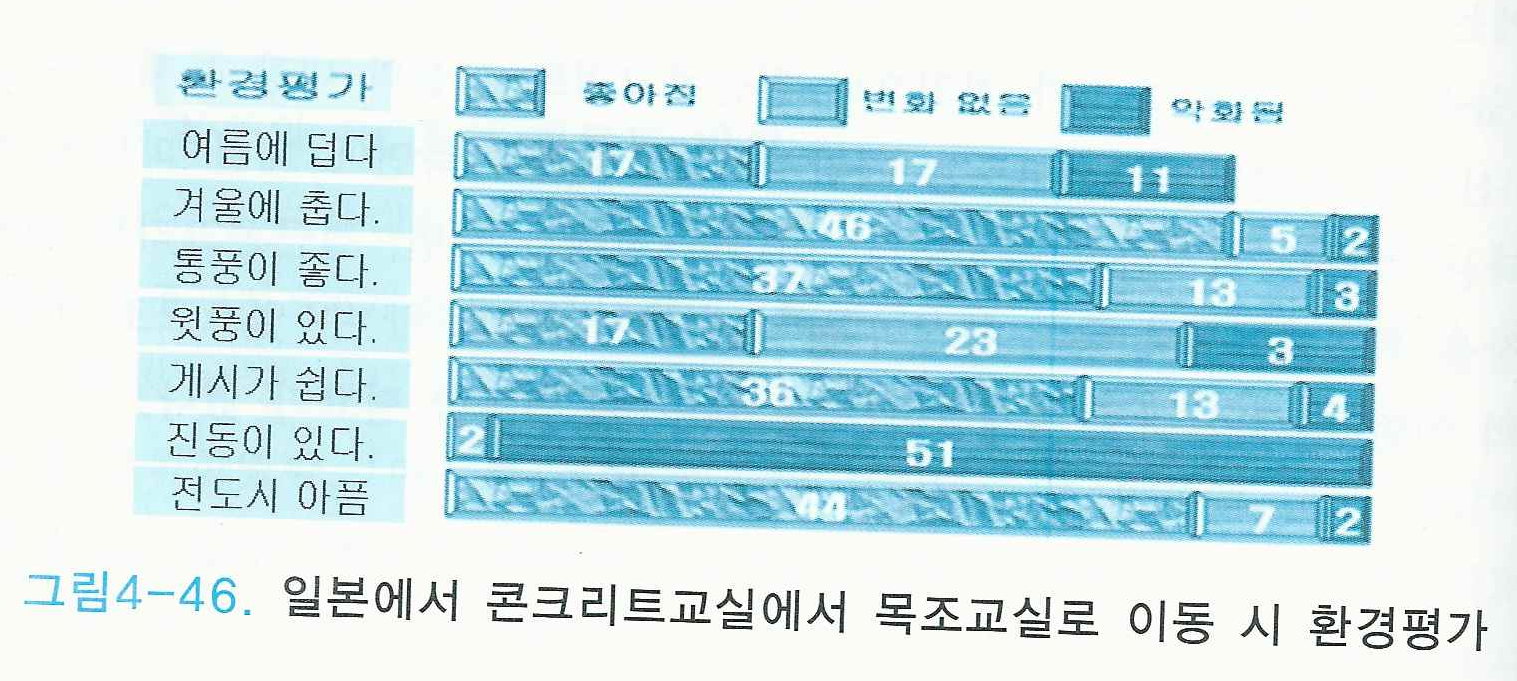 환경평가 좋아짐 변화 없음 악화됨
여름에 덥다 17 17 11
겨울에 춥다. 46 5 2
통풍이 좋다. 37 13 3
윗풍이 있다. 17 23 3
게시가 쉽다. 36 13 4
진동이 있다. 2 51
전도시 아픔 44 7 2
그림4-46. 일본에서 콘크리트교실에서 목조교실로 이동 시 환경평가